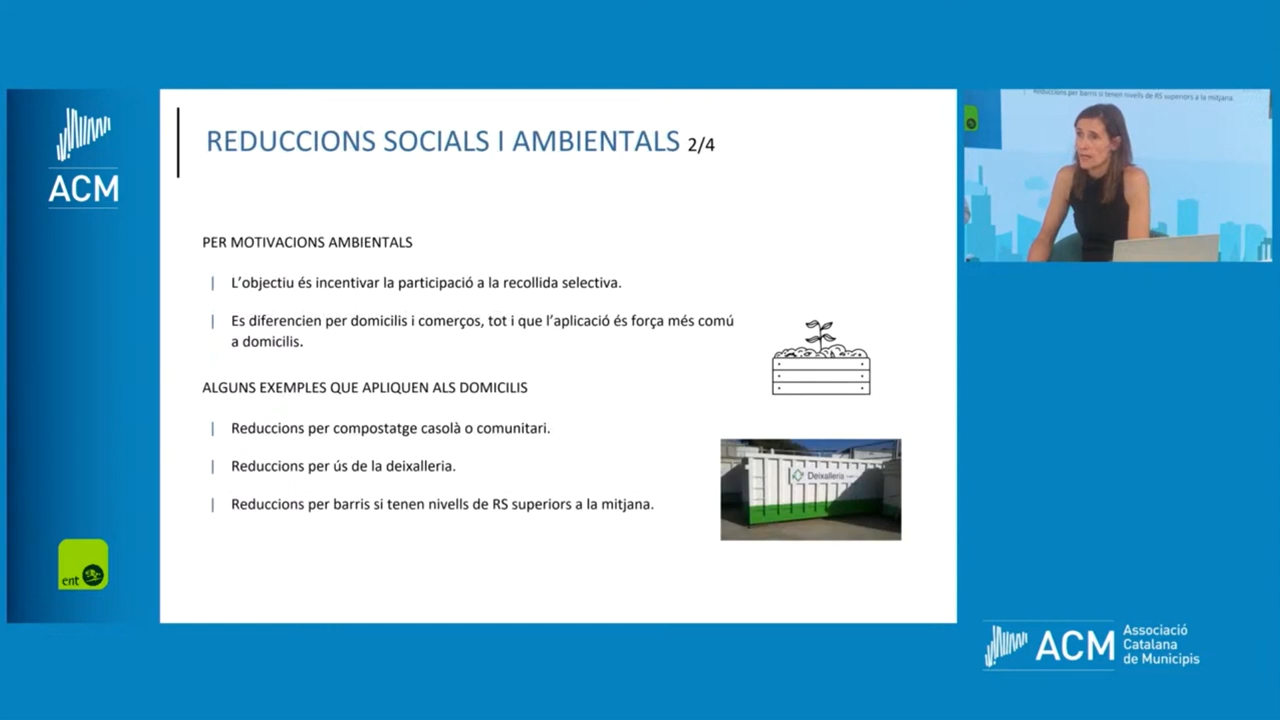 ACM
ent
REDUCCIONS SOCIALS I AMBIENTALS 2/4
PER MOTIVACIONS AMBIENTALS
| L'objectiu és incentivar la participació a la recollida selectiva.
| Es diferencien per domicilis i comerços, tot i que l'aplicació és força més comú
a domicilis.
ALGUNS EXEMPLES QUE APLIQUEN ALS DOMICILIS
| Reduccions per compostatge casolà o comunitari.
| Reduccions per ús de la deixalleria.
| Reduccions per barris si tenen nivells de RS superiors a la mitjana.
Deixalleria
Reduccions per barris si tenen nivells de RS superiors a la mitjana.
ACM
Associació
Catalana
de Municipis